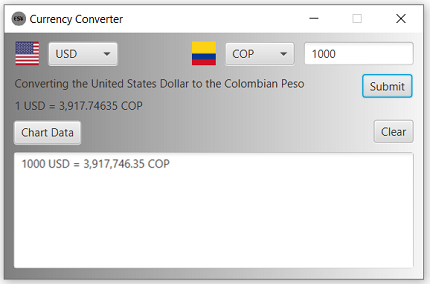 Currency Converter
USD COP 1000
Converting the United States Dollar to the Colombian Peso
Submit
1 USD = 3,917.74635 COP
Chart Data Clear
1000 USD = 3,917,746.35 COP